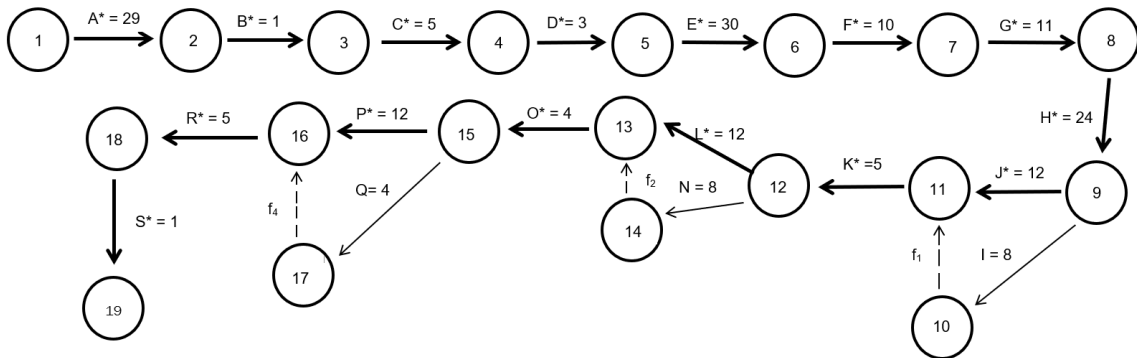 A* = 29
B* = 1
C* = 5
D*= 3
E* = 30
F* = 10
G* = 11
1
2
3
4
5
6
7
8
H* = 24
R* = 5
P* = 12
O* = 4
L* = 12
K* =5
J* = 12
18
16
15
13
12
11
9
S* = 1
f₄
Q= 4
f₂
N = 8
f₁
I = 8
19
17
14
10